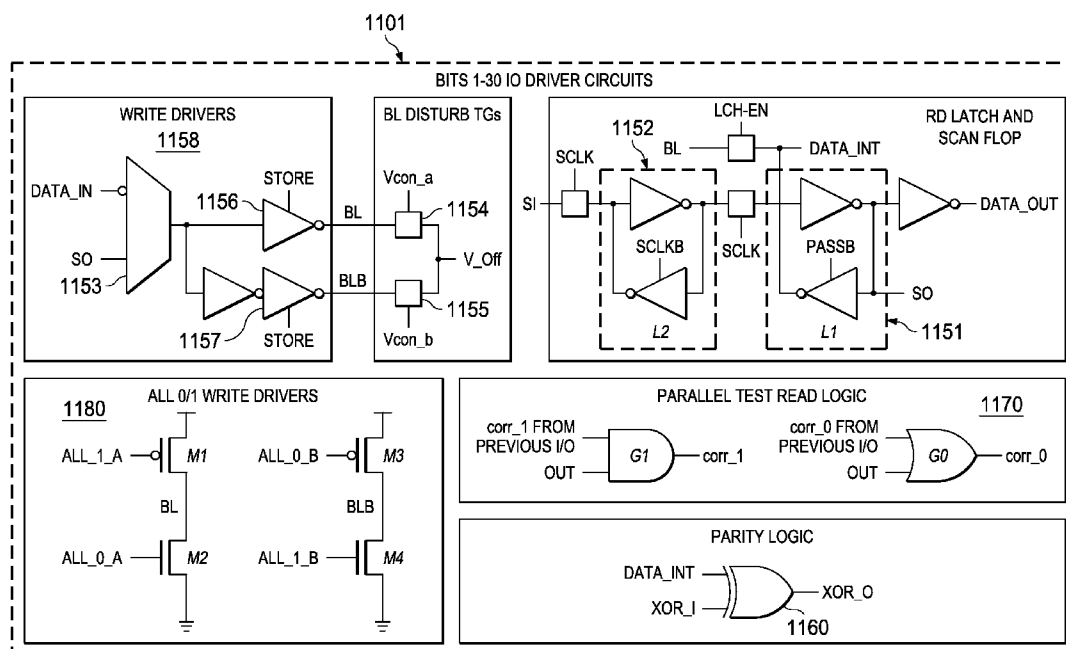 1101
BITS 1-30 IO DRIVER CIRCUITS
WRITE DRIVERS
1158
DATA_IN
SO
1153
1156
STORE
BL
1157
STORE
BLB
BL DISTURB TGs
Vcon_a
1154
V_Off
1155
Vcon_b
RD LATCH AND
SCAN FLOP
LCH-EN
1152
BL
DATA_INT
SCLK
SI
SCLKB
L2
SCLK
PASSB
L1
DATA_OUT
SO
1151
ALL 0/1 WRITE DRIVERS
1180
ALL_1_A
M1
ALL_0_B
M3
BL
BLB
ALL_0_A
M2
ALL_1_B
M4
PARALLEL TEST READ LOGIC
1170
corr_1 FROM
PREVIOUS I/O
OUT
G1
corr_1
corr_0 FROM
PREVIOUS I/O
OUT
G0
corr_0
PARITY LOGIC
DATA_INT
XOR_I
XOR_O
1160